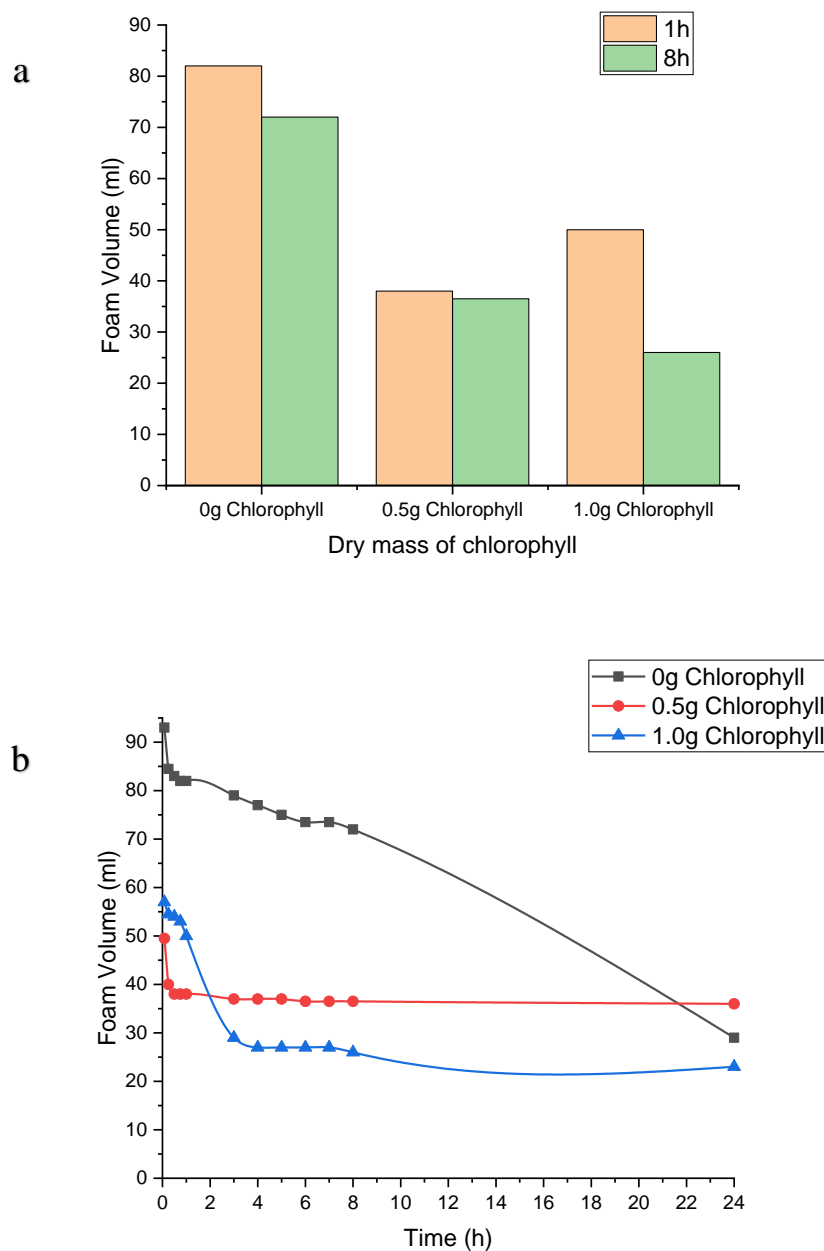 a
1h
8h
90
80
70
60
50
40
30
20
10
0
Foam Volume (ml)
0g Chlorophyll 0.5g Chlorophyll 1.0g Chlorophyll
Dry mass of chlorophyll
b
0g Chlorophyll
0.5g Chlorophyll
1.0g Chlorophyll
90
80
70
60
50
40
30
20
10
0
Foam Volume (ml)
0 2 4 6 8 10 12 14 16 18 20 22 24
Time (h)